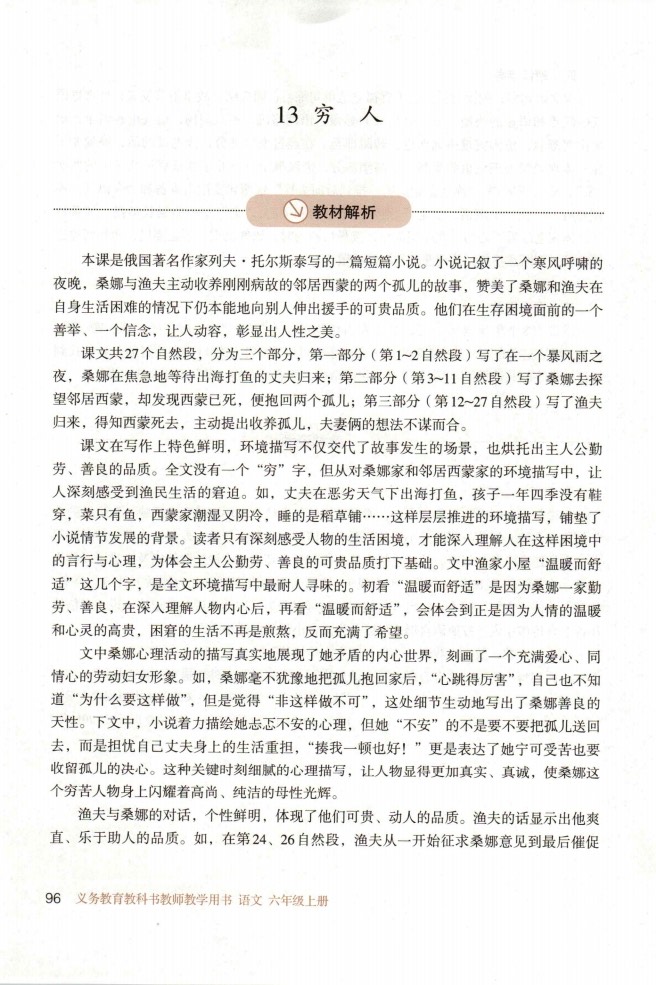 13 穷 人
教材解析
本课是俄国著名作家列夫·托尔斯泰写的一篇短篇小说。小说记叙了一个寒风呼啸的
夜晚，桑娜与渔夫主动收养刚刚病故的邻居西蒙的两个孤儿的故事，赞美了桑娜和渔夫在
自身生活困难的情况下仍本能地向别人伸出援手的可贵品质。他们在生存困境面前的一个
善举、一个信念，让人动容，彰显出人性之美。
课文共27个自然段，分为三个部分，第一部分（第1~2自然段）写了在一个暴风雨之
夜，桑娜在焦急地等待出海打鱼的丈夫归来；第二部分（第3~11自然段）写了桑娜去探
望邻居西蒙，却发现西蒙已死，便抱回两个孤儿；第三部分（第12~27自然段）写了渔夫
归来，得知西蒙死去，主动提出收养孤儿，夫妻俩的想法不谋而合。
课文在写作上特色鲜明，环境描写不仅交代了故事发生的场景，也烘托出主人公勤
劳、善良的品质。全文没有一个“穷”字，但从对桑娜家和邻居西蒙家的环境描写中，让
人深刻感受到渔民生活的窘迫。如，丈夫在恶劣天气下出海打鱼，孩子一年四季没有鞋
穿，菜只有鱼，西蒙家潮湿又阴冷，睡的是稻草铺……这样层层推进的环境描写，铺垫了
小说情节发展的背景。读者只有深刻感受人物的生活困境，才能深入理解人在这样困境中
的言行与心理，为体会主人公勤劳、善良的可贵品质打下基础。文中渔家小屋“温暖而舒
适”这几个字，是全文环境描写中最耐人寻味的。初看“温暖而舒适”是因为桑娜一家勤
劳、善良，在深入理解人物内心后，再看“温暖而舒适”，会体会到正是因为人情的温暖
和心灵的高贵，困窘的生活不再是煎熬，反而充满了希望。
文中桑娜心理活动的描写真实地展现了她矛盾的内心世界，刻画了一个充满爱心、同
情心的劳动妇女形象。如，桑娜毫不犹豫地把孤儿抱回家后，“心跳得厉害”，自己也不知
道“为什么要这样做”，但是觉得“非这样做不可”，这处细节生动地写出了桑娜善良的
天性。下文中，小说着力描绘她忐忑不安的心理，但她“不安”的不是要不要把孤儿送回
去，而是担忧自己丈夫身上的生活重担，“揍我一顿也好！”更是表达了她宁可受苦也要
收留孤儿的决心。这种关键时刻细腻的心理描写，让人物显得更加真实、真诚，使桑娜这
个穷苦人物身上闪耀着高尚、纯洁的母性光辉。
渔夫与桑娜的对话，个性鲜明，体现了他们可贵、动人的品质。渔夫的话显示出他爽
直、乐于助人的品质。如，在第24、26自然段，渔夫从一开始征求桑娜意见到最后催促
96 义务教育教科书教师教学用书 语文 六年级上册